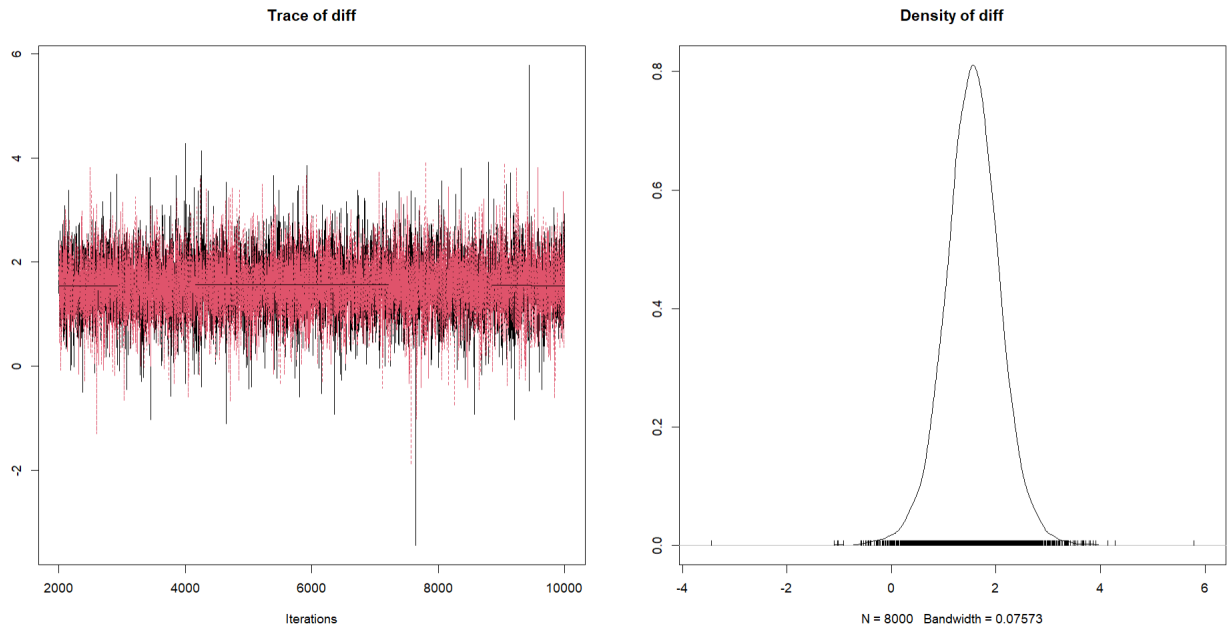 Trace of diff
6
4
2
0
-2
2000 4000 6000 8000 10000
Iterations
Density of diff
0.8
0.6
0.4
0.2
0.0
-4 -2 0 2 4 6
N = 8000 Bandwidth = 0.07573